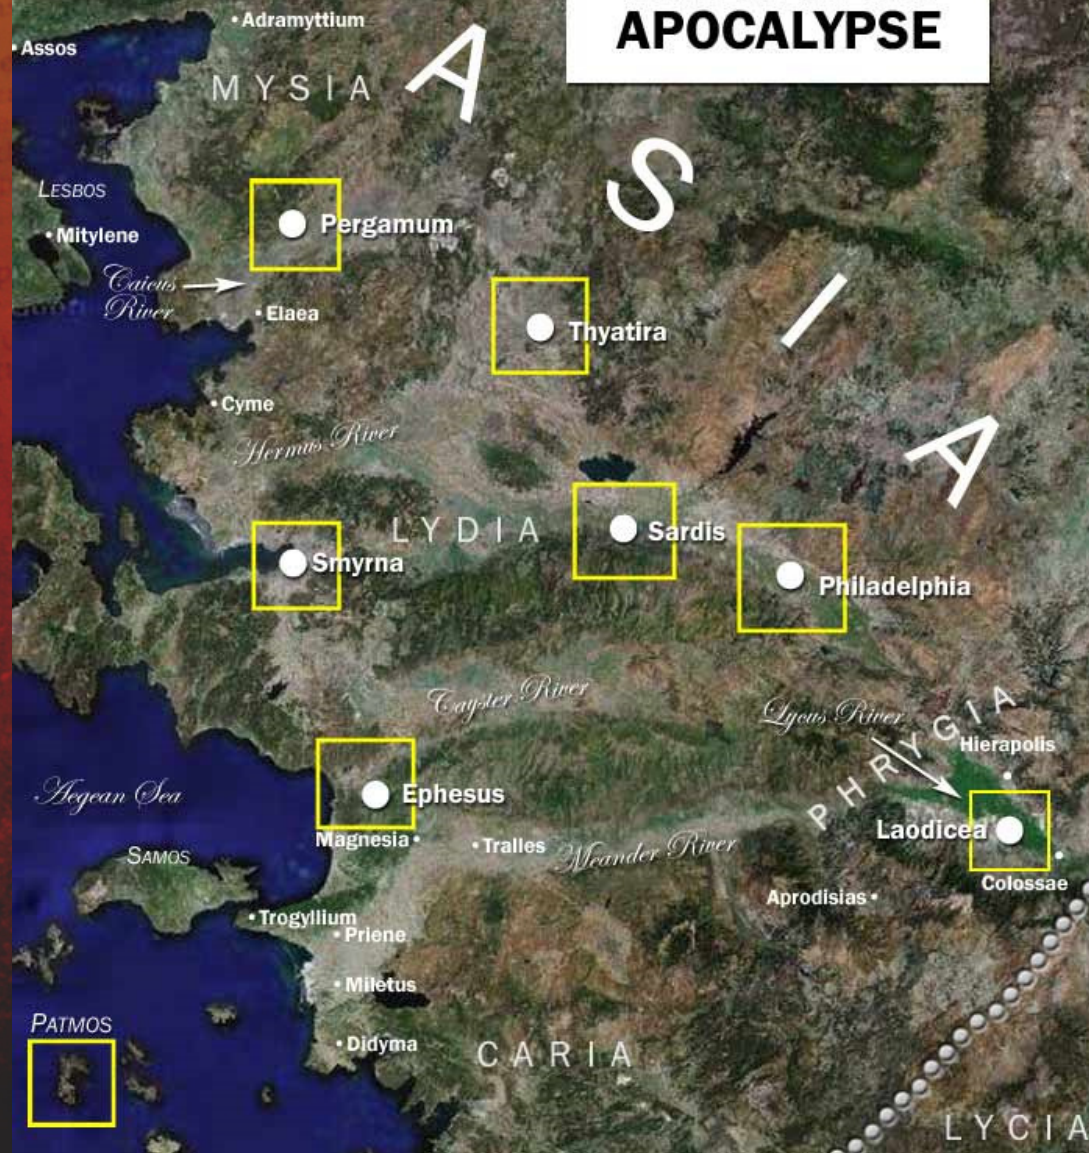 APOCALYPSE
Adramyttium
Assos
MYSIA
ASIA
LESBOS
Pergamum
Mitylene
Caicus
River
Elaea
Thyatira
Cyme
Hermus River
LYDIA
Sardis
Smyrna
Philadelphia
Cayster River
Lycus River
PHRYGIA
Hierapolis
Aegean Sea
Ephesus
Laodicea
Magnesia
Tralles
Meander River
SAMOS
Colossae
Aprodisias
Trogyllium
Priene
Miletus
PATMOS
Didyma
CARIA
LYCIA